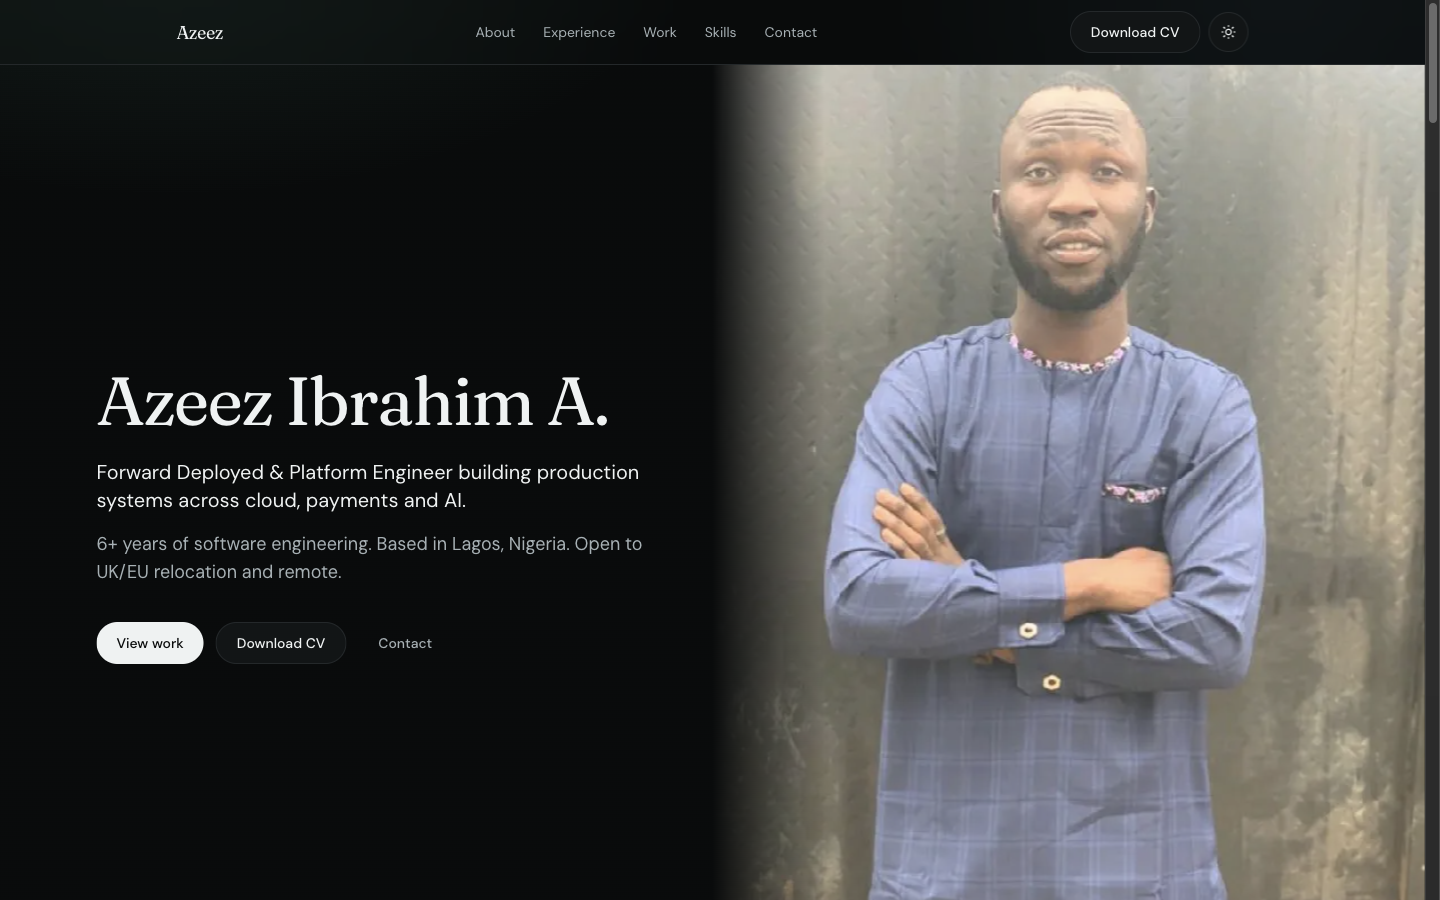 Azeez
About
Experience
Work
Skills
Contact
Download CV
Azeez Ibrahim A.
Forward Deployed & Platform Engineer building production
systems across cloud, payments and AI.
6+ years of software engineering. Based in Lagos, Nigeria. Open to
UK/EU relocation and remote.
View work
Download CV
Contact